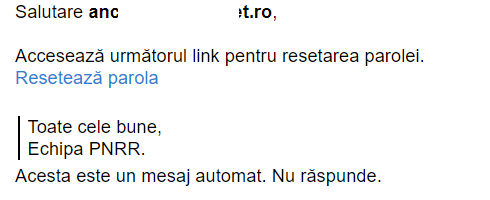 Salutare anc et.ro,
Accesează următorul link pentru resetarea parolei.
Resetează parola
Toate cele bune,
Echipa PNRR.
Acesta este un mesaj automat. Nu răspunde.